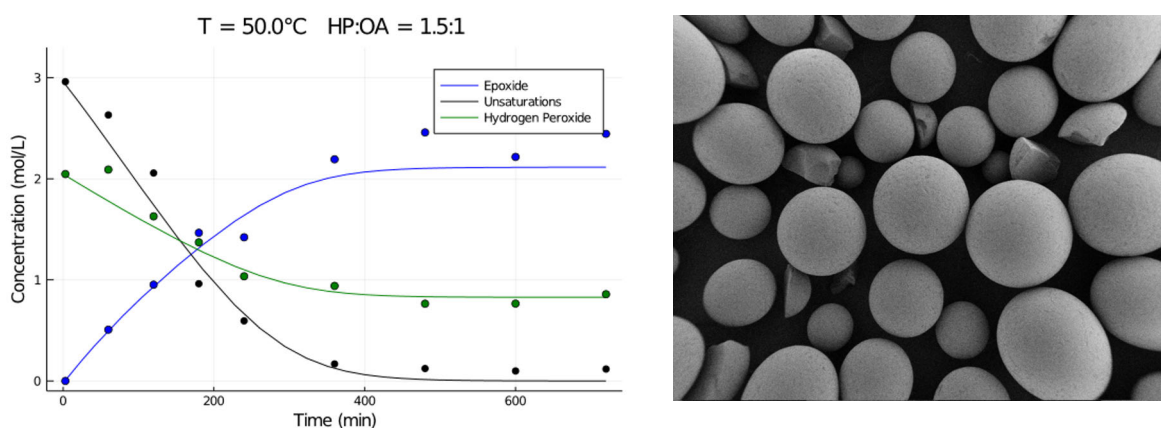 T = 50.0°C HP:OA = 1.5:1
Concentration (mol/L)
3
2
1
0
Epoxide
Unsaturations
Hydrogen Peroxide
0 200 400 600
Time (min)